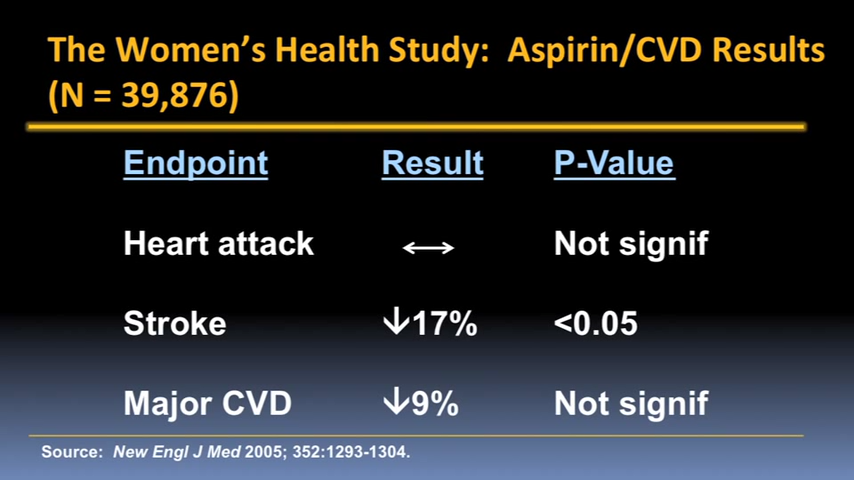 The Women’s Health Study:  Aspirin/CVD Results
(N = 39,876)
Endpoint Result P-Value
Heart attack ↔ Not signif
Stroke ↓17% <0.05
Major CVD ↓9% Not signif
Source:  New Engl J Med 2005; 352:1293-1304.